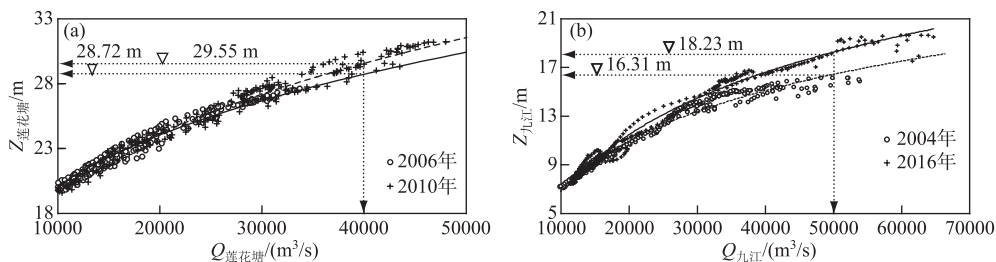 (a)
33
28
23
18
Z莲花塘/m
28.72 m
29.55 m
2006年
2010年
10000 20000 30000 40000 50000
Q莲花塘/(m³/s)
(b)
21
17
13
9
5
Z九江/m
18.23 m
16.31 m
2004年
2016年
10000 20000 30000 40000 50000 60000 70000
Q九江/(m³/s)